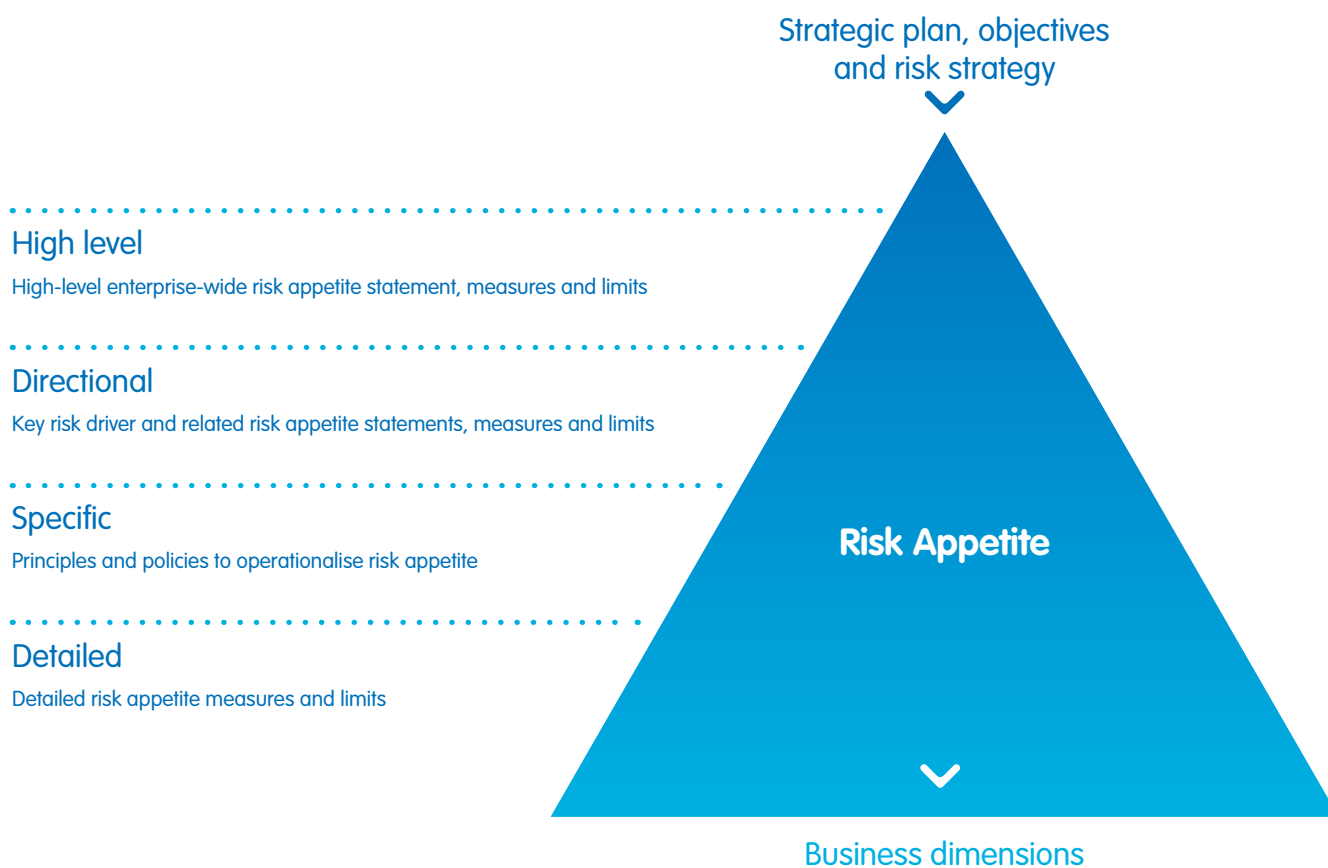 Strategic plan, objectives
and risk strategy
High level
High-level enterprise-wide risk appetite statement, measures and limits
Directional
Key risk driver and related risk appetite statements, measures and limits
Specific
Principles and policies to operationalise risk appetite
Risk Appetite
Detailed
Detailed risk appetite measures and limits
Business dimensions